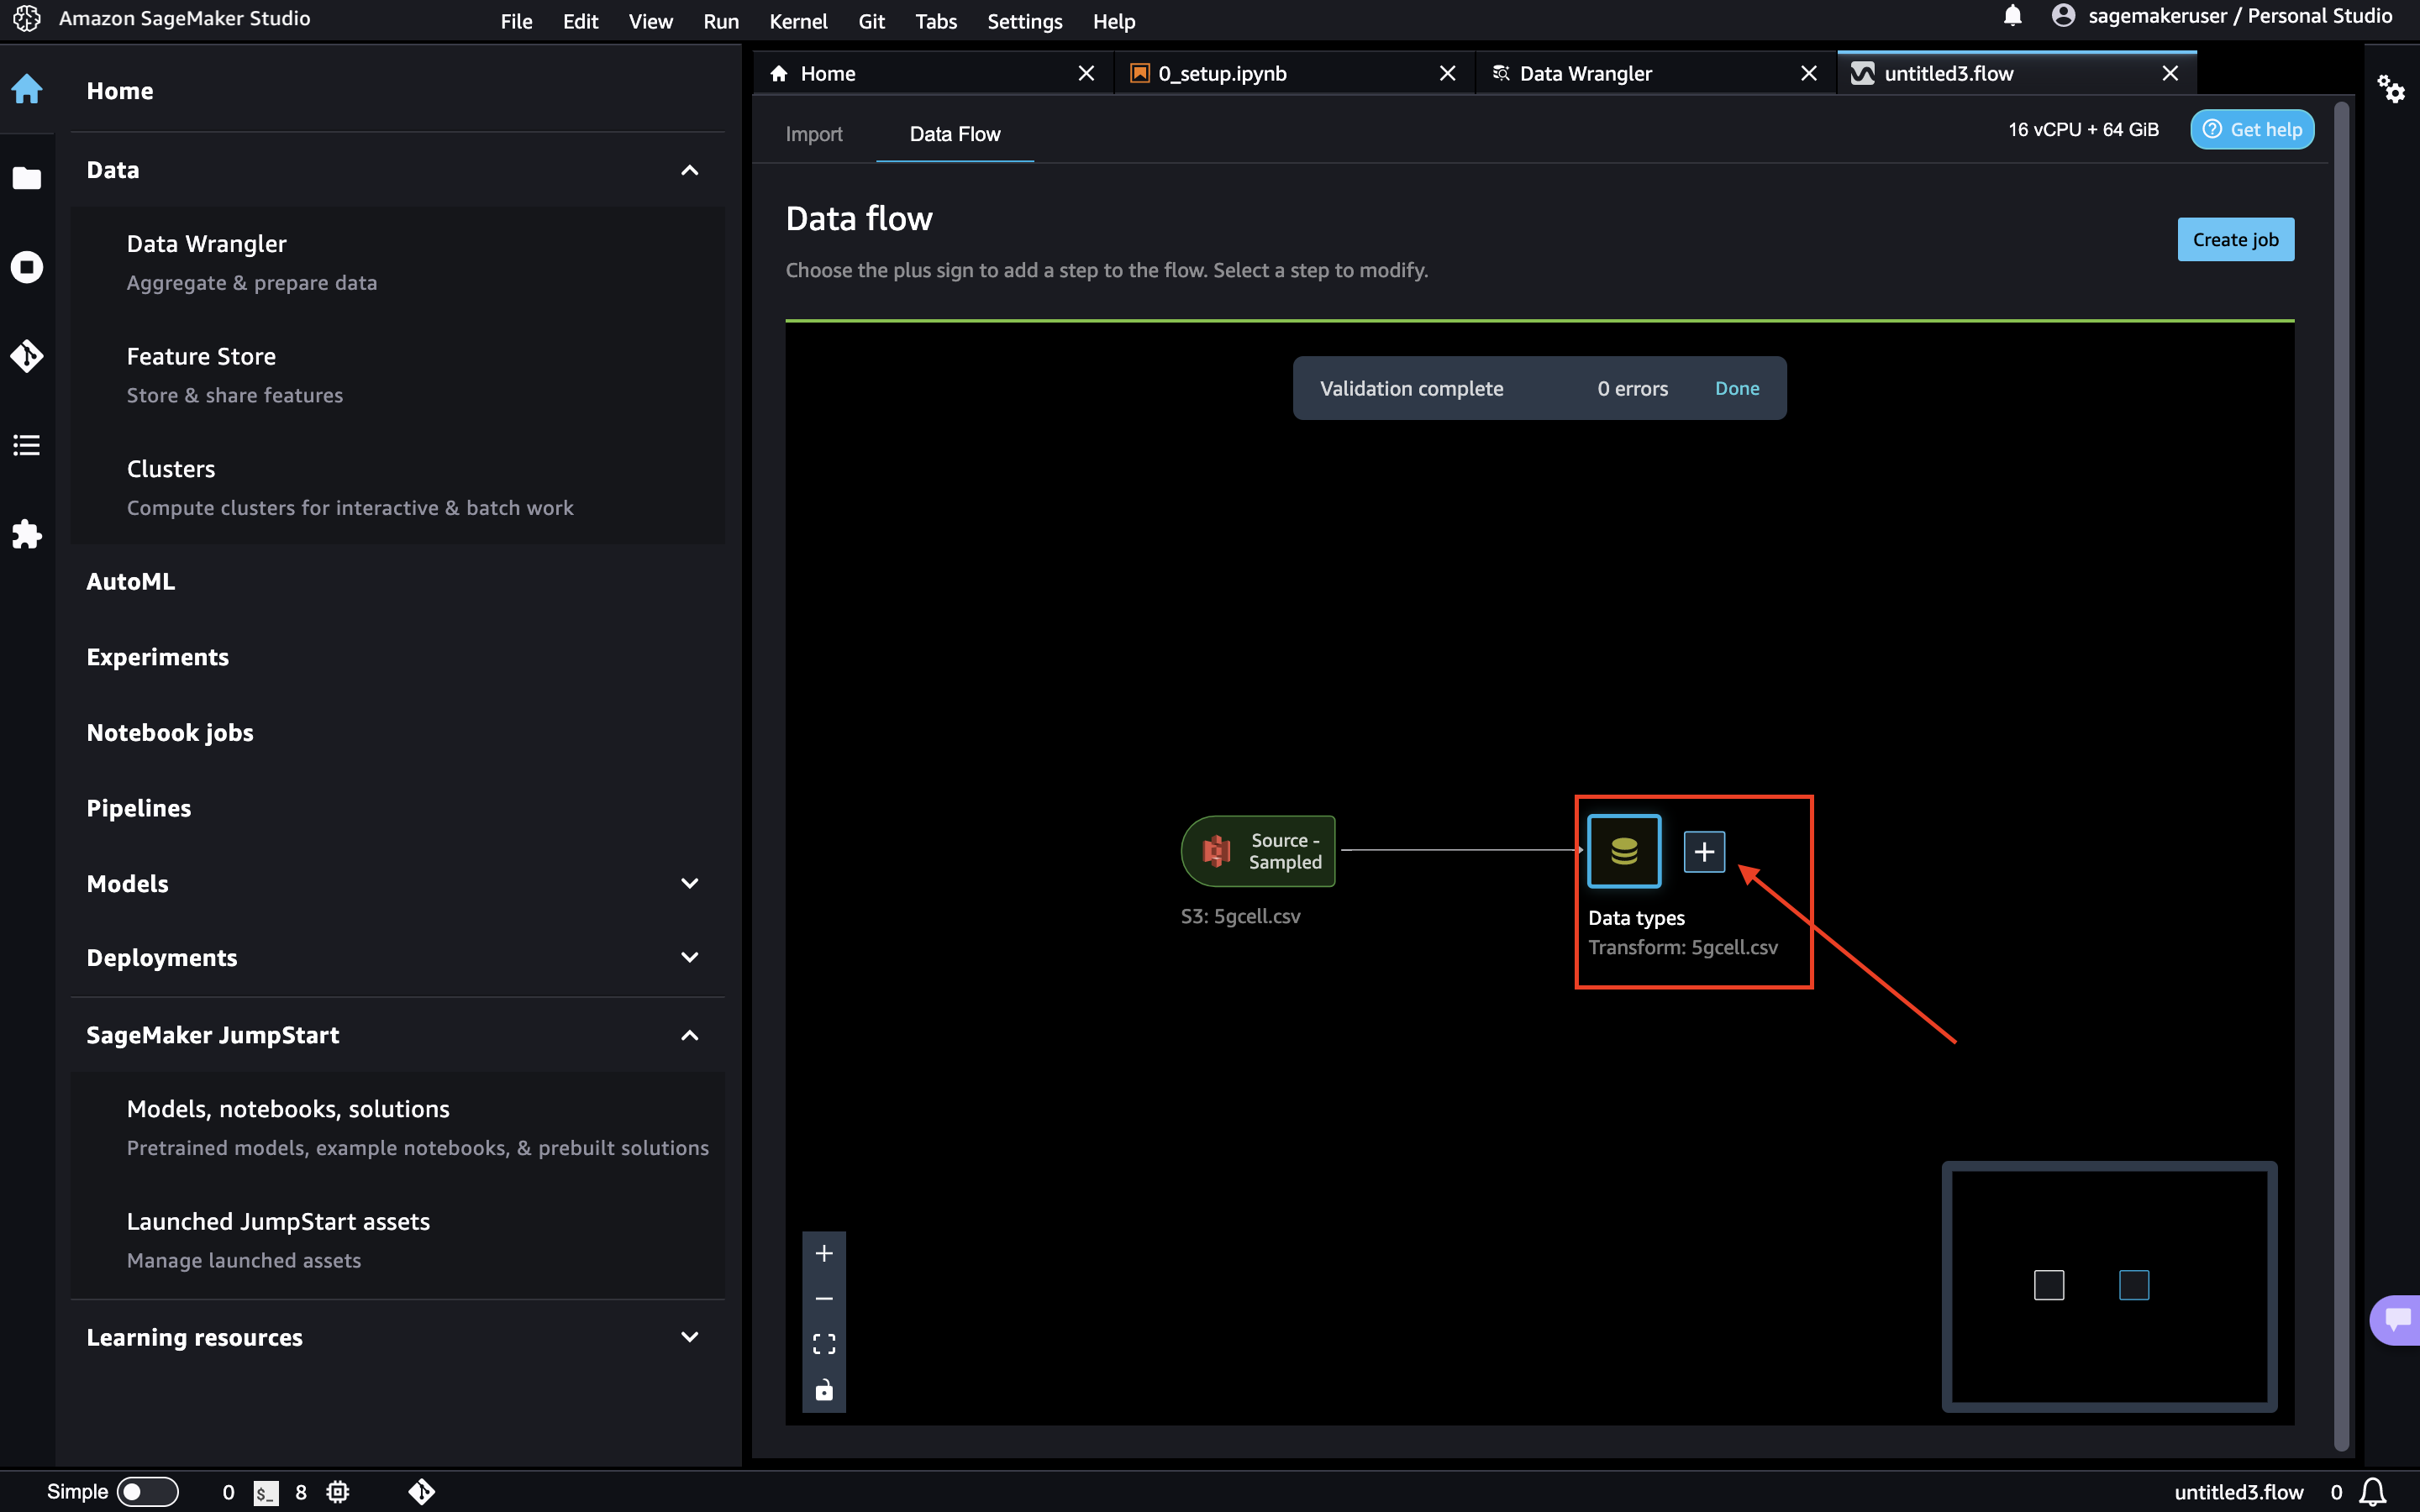 Amazon SageMaker Studio
File Edit View Run Kernel Git Tabs Settings Help
sagemakeruser / Personal Studio
Home
Data
Data Wrangler
Aggregate & prepare data
Feature Store
Store & share features
Clusters
Compute clusters for interactive & batch work
AutoML
Experiments
Notebook jobs
Pipelines
Models
Deployments
SageMaker JumpStart
Models, notebooks, solutions
Pretrained models, example notebooks, & prebuilt solutions
Launched JumpStart assets
Manage launched assets
Learning resources
Home
0_setup.ipynb
Data Wrangler
untitled3.flow
Import
Data Flow
16 vCPU + 64 GiB
Get help
Data flow
Create job
Choose the plus sign to add a step to the flow. Select a step to modify.
Validation complete 0 errors Done
Source -
Sampled
S3: 5gcell.csv
Data types
Transform: 5gcell.csv
Simple 0 $_ 8
untitled3.flow 0